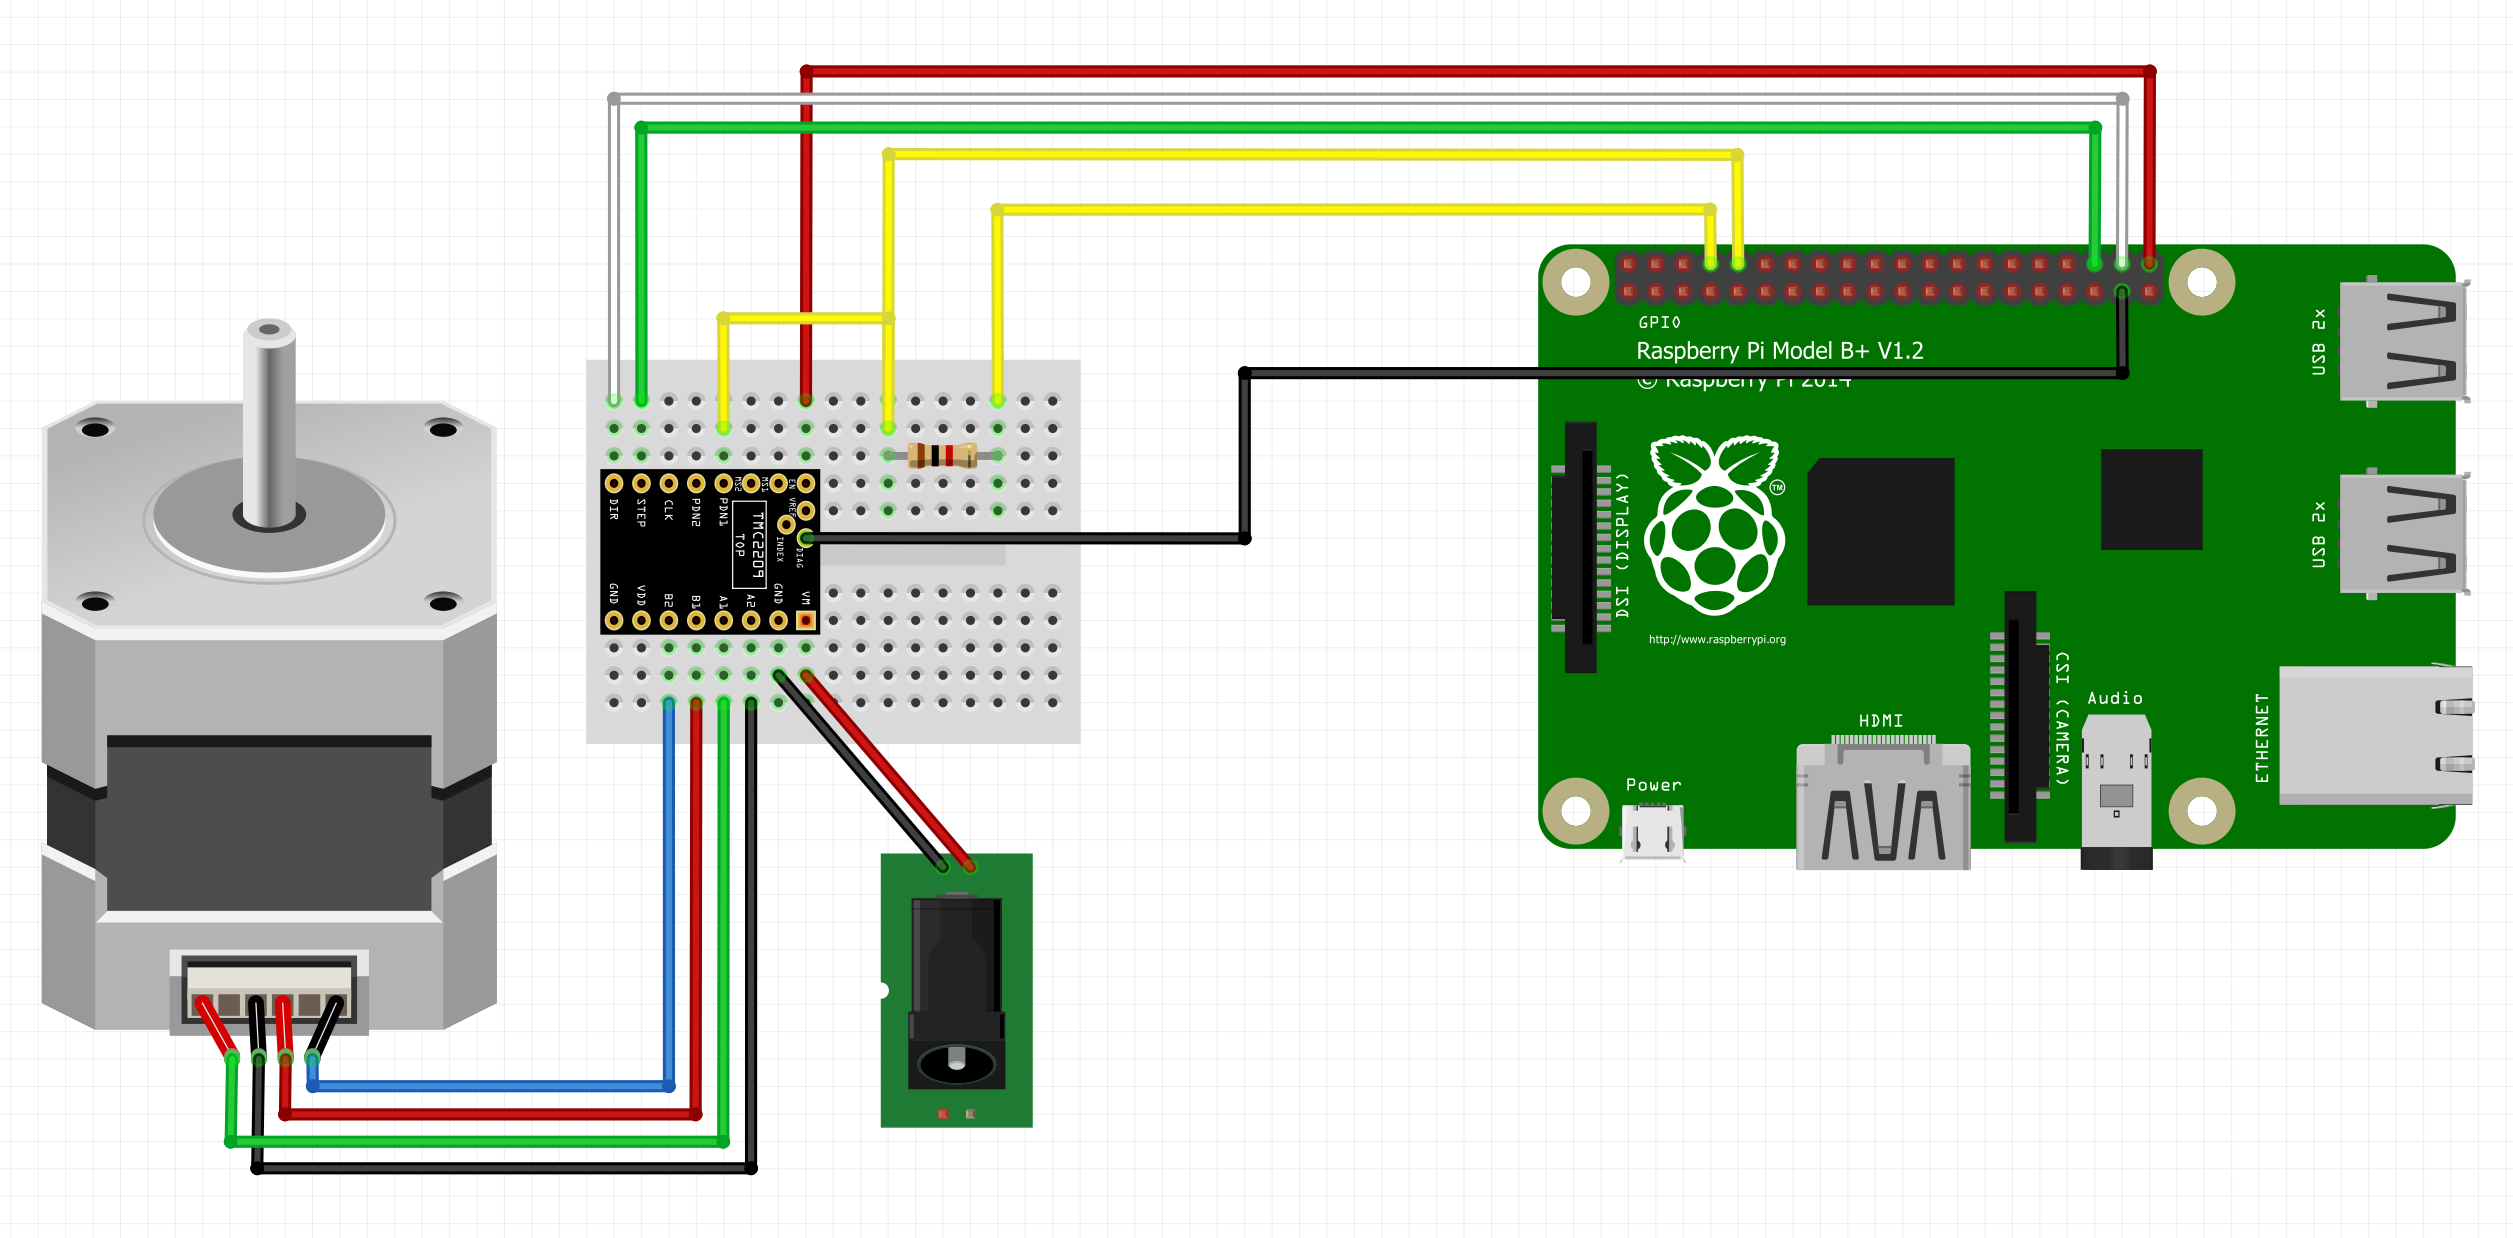 GPIO
Raspberry Pi Model B+ V1.2
© Raspberry Pi 2014
USB 2x
USB 2x
DSI (DISPLAY)
TM
http://www.raspberrypi.org
CSI (CAMERA)
Audio
HDMI
ETHERNET
Power
DIR
STEP
CLK
PDN2
PDN1
MS2
MS1
EN
VREF
TMC2209
TOP
INDEX
DIAG
GND
VDD
B2
B1
A1
A2
GND
VM